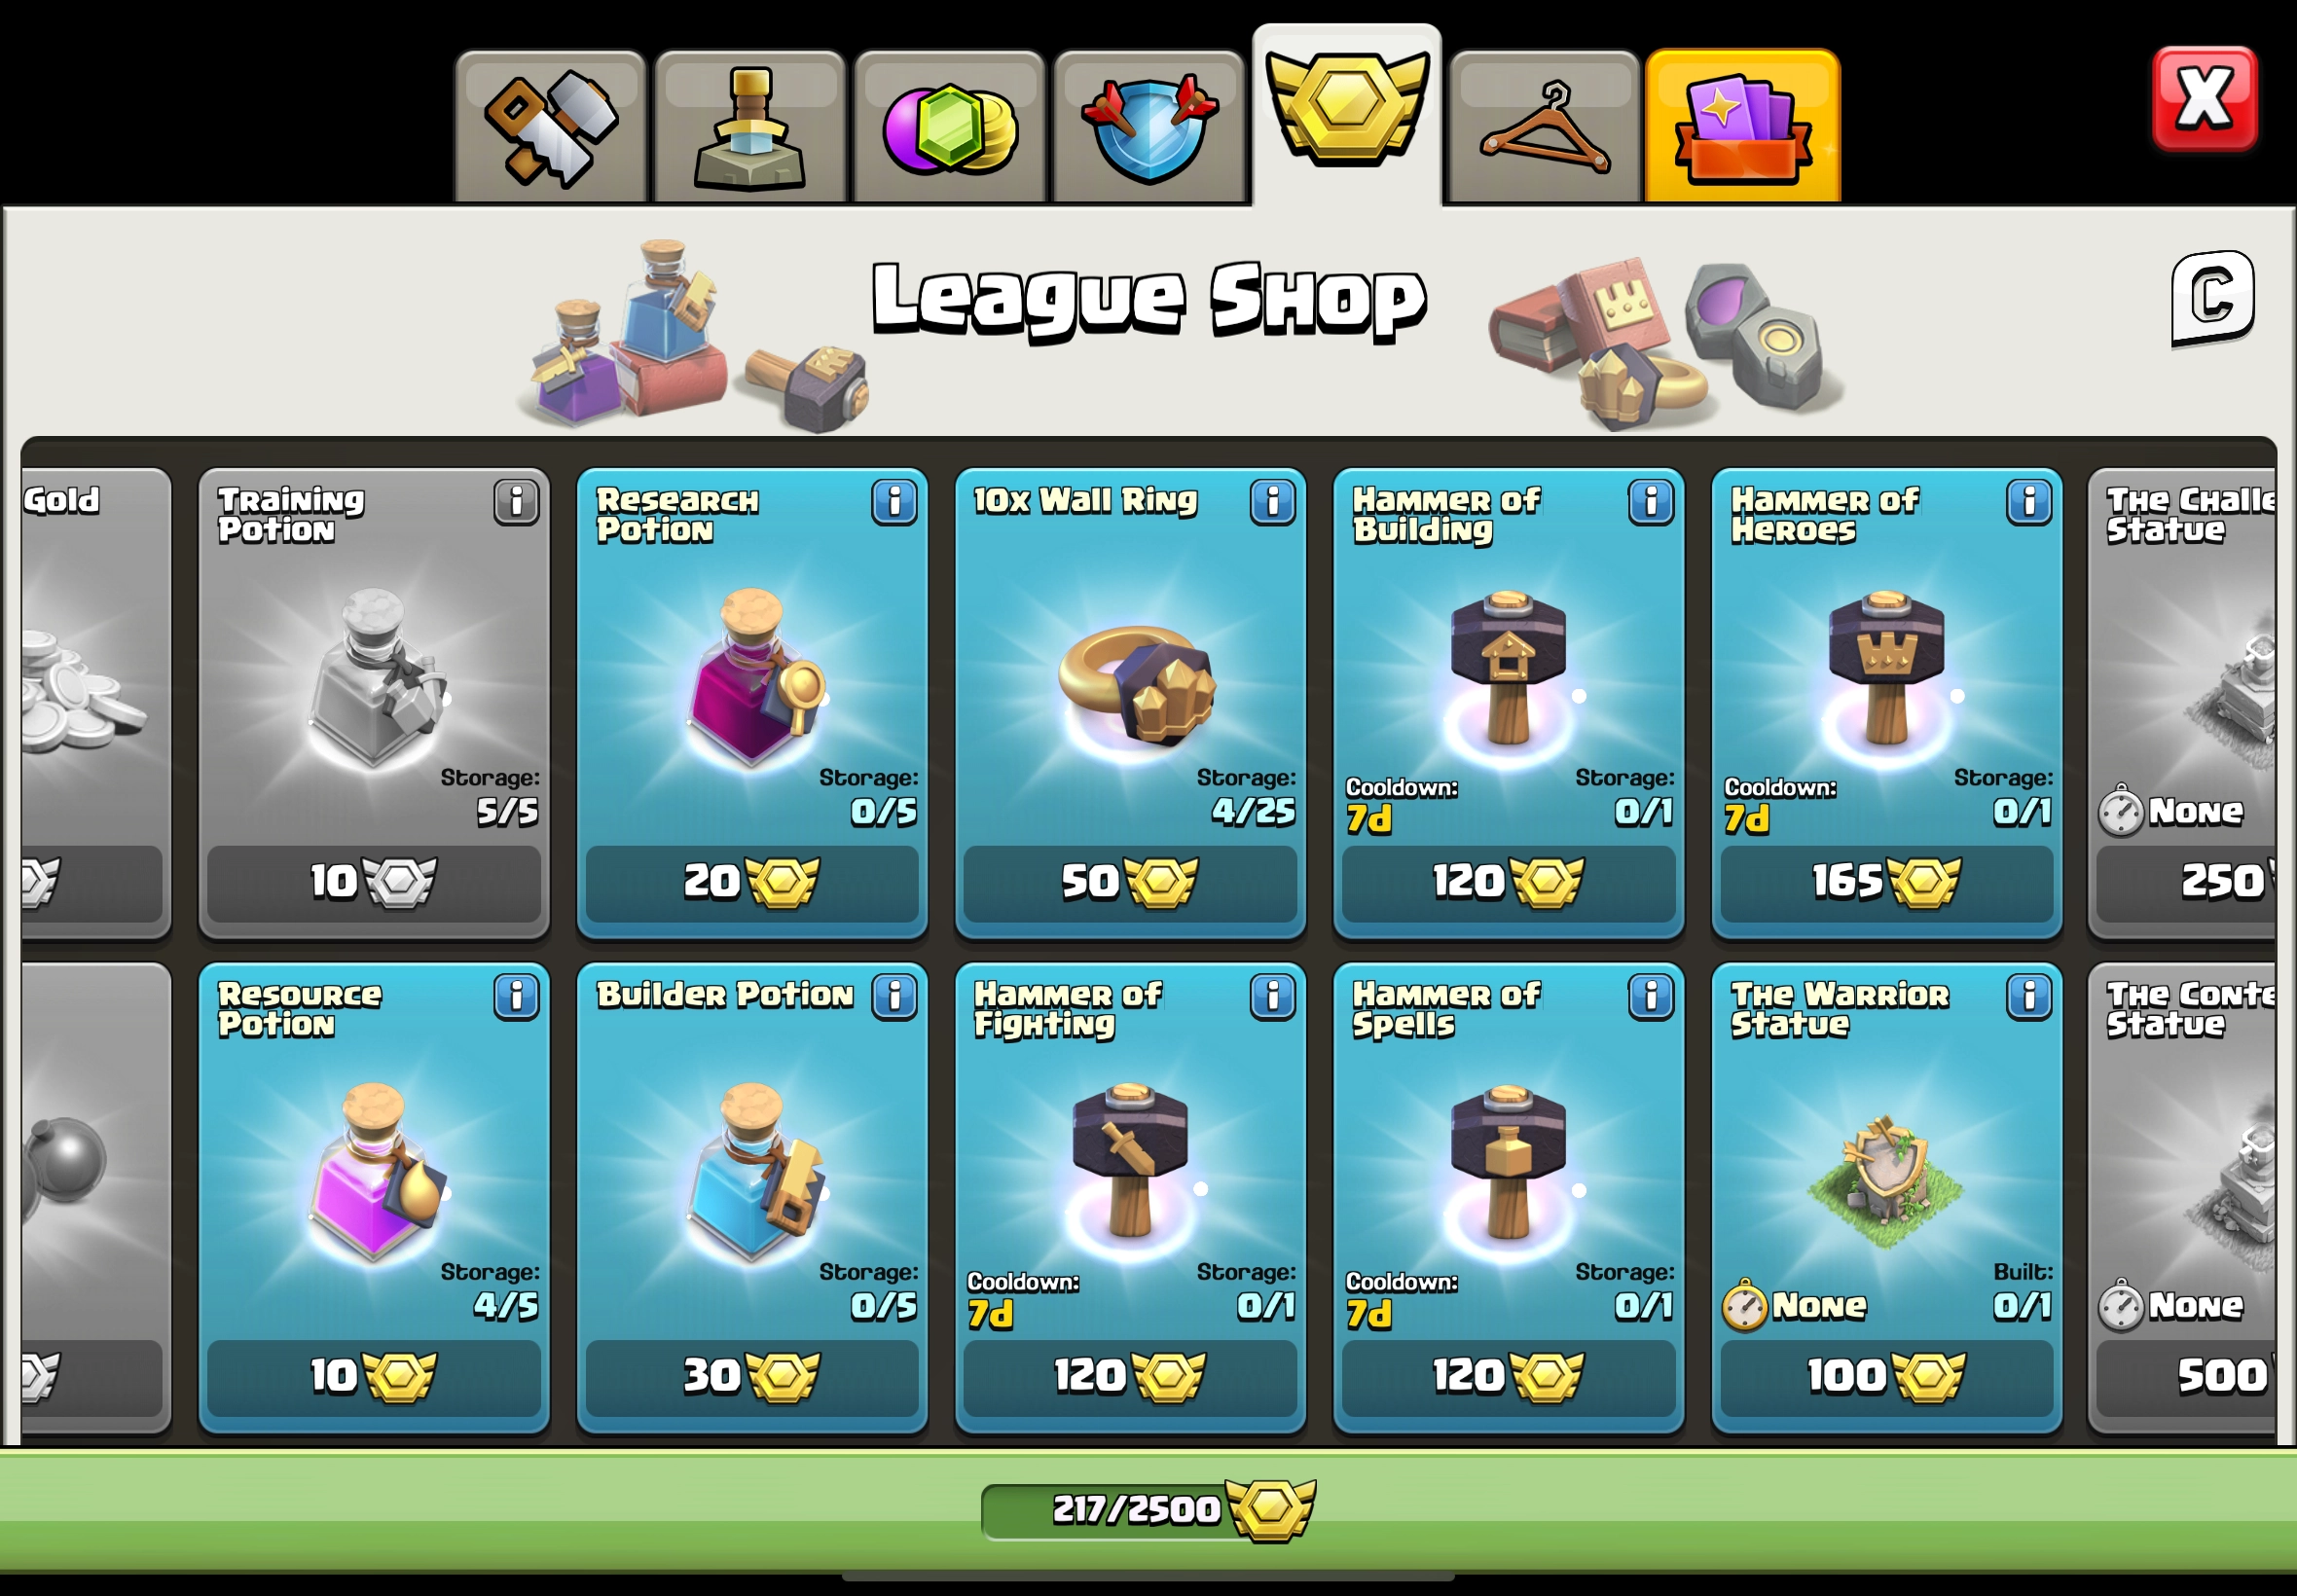 League Shop
C
Gold
Training
Potion
i
Storage:
5/5
10
Research
Potion
i
Storage:
0/5
20
10x Wall Ring
i
Storage:
4/25
50
Hammer of
Building
i
Cooldown:
7d
Storage:
0/1
120
Hammer of
Heroes
i
Cooldown:
7d
Storage:
0/1
165
The Challe
Statue
None
250
Resource
Potion
i
Storage:
4/5
10
Builder Potion
i
Storage:
0/5
30
Hammer of
Fighting
i
Cooldown:
7d
Storage:
0/1
120
Hammer of
Spells
i
Cooldown:
7d
Storage:
0/1
120
The Warrior
Statue
i
None
Built:
0/1
100
The Conte
Statue
None
500
217/2500